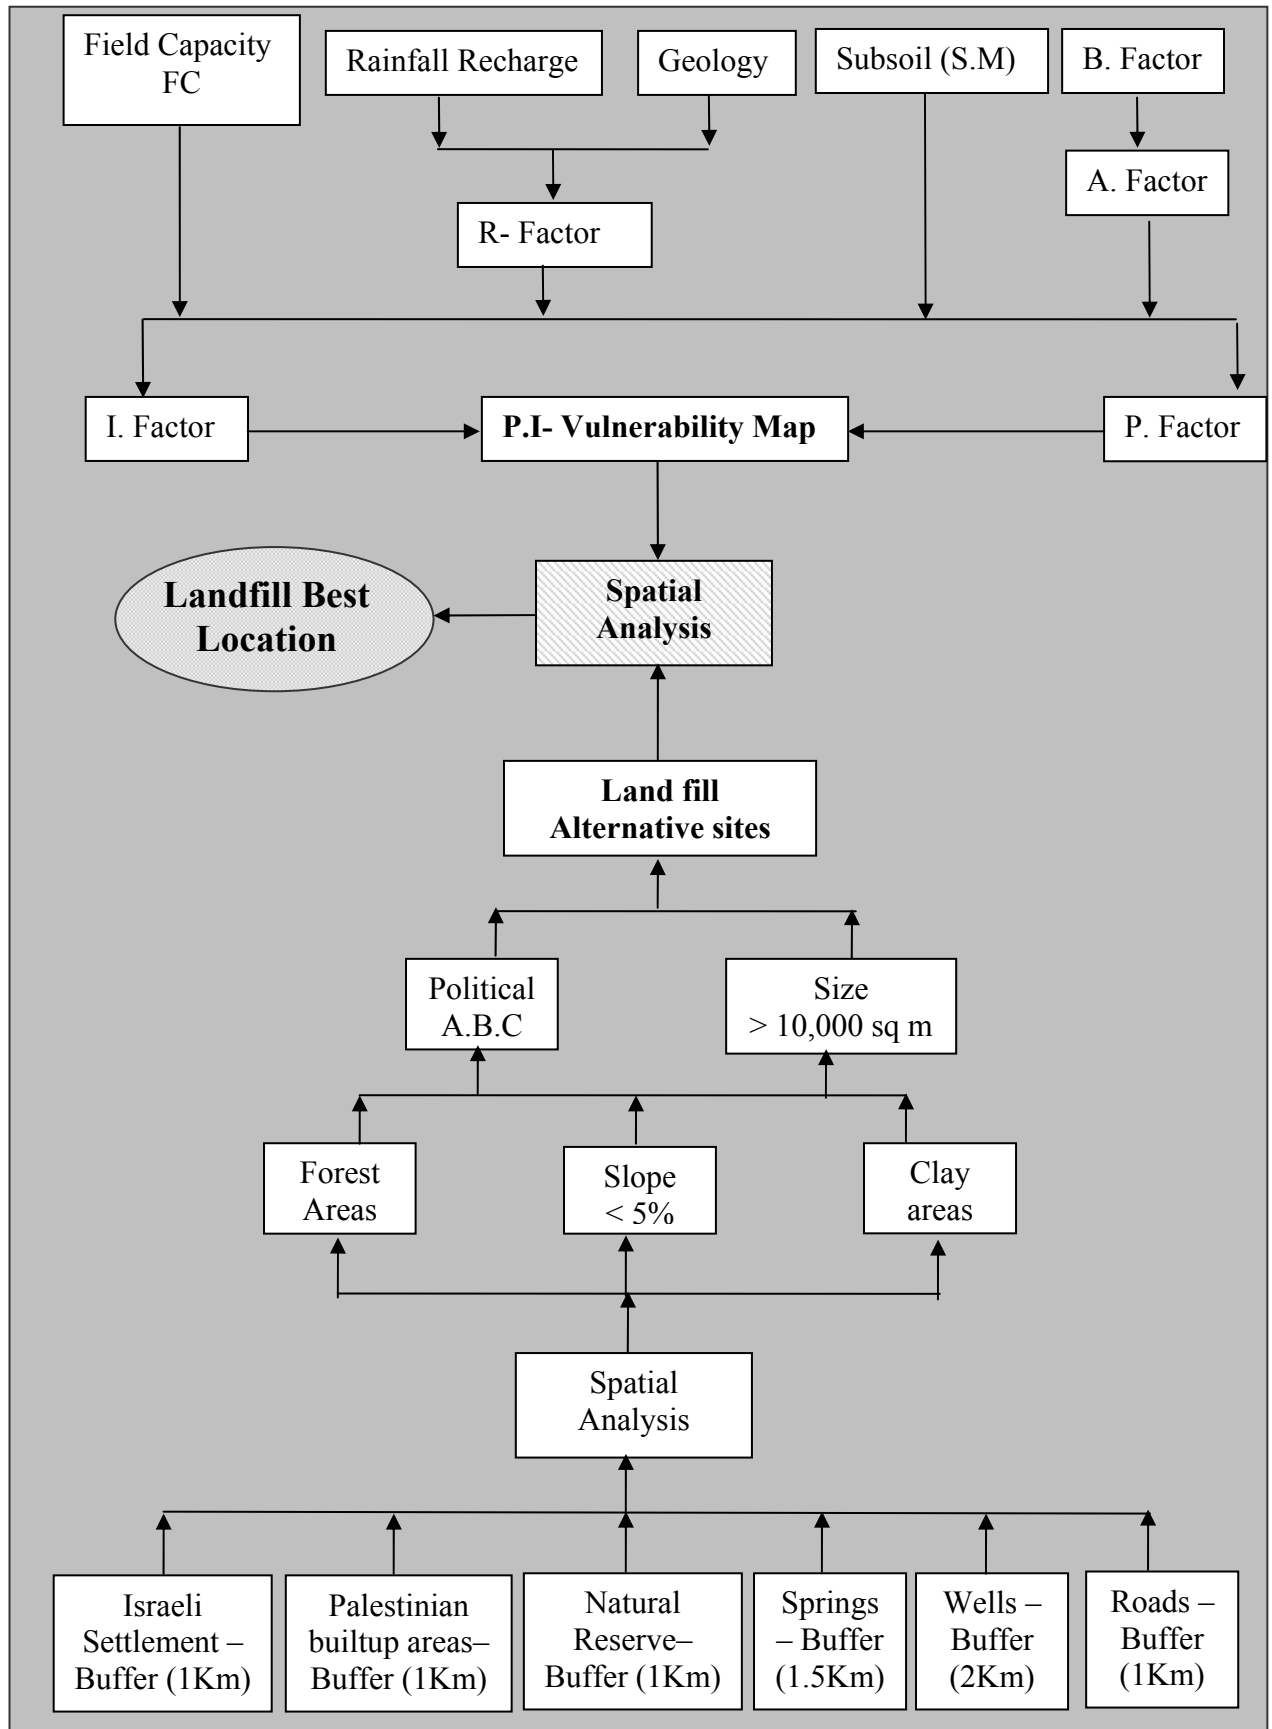 Field Capacity
FC
Rainfall Recharge
Geology
Subsoil (S.M)
B. Factor
A. Factor
R- Factor
I. Factor
P.I- Vulnerability Map
P. Factor
Landfill Best
Location
Spatial
Analysis
Land fill
Alternative sites
Political
A.B.C
Size
> 10,000 sq m
Forest
Areas
Slope
< 5%
Clay
areas
Spatial
Analysis
Israeli
Settlement –
Buffer (1Km)
Palestinian
builtup areas–
Buffer (1Km)
Natural
Reserve–
Buffer (1Km)
Springs
– Buffer
(1.5Km)
Wells –
Buffer
(2Km)
Roads –
Buffer
(1Km)